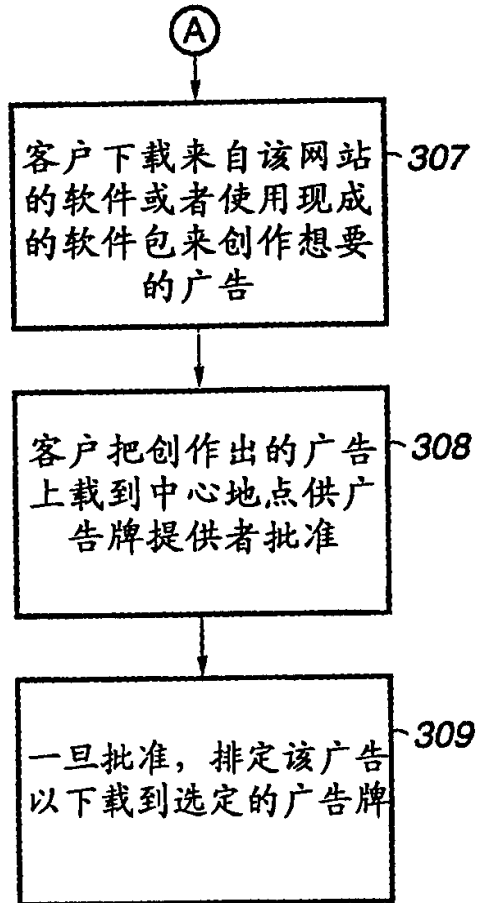 A
客户下载来自该网站
的软件或者使用现成
的软件包来创作想要
的广告
307
客户把创作出的广告
上载到中心地点供广
告牌提供者批准
308
一旦批准，排定该广告
以下载到选定的广告牌
309